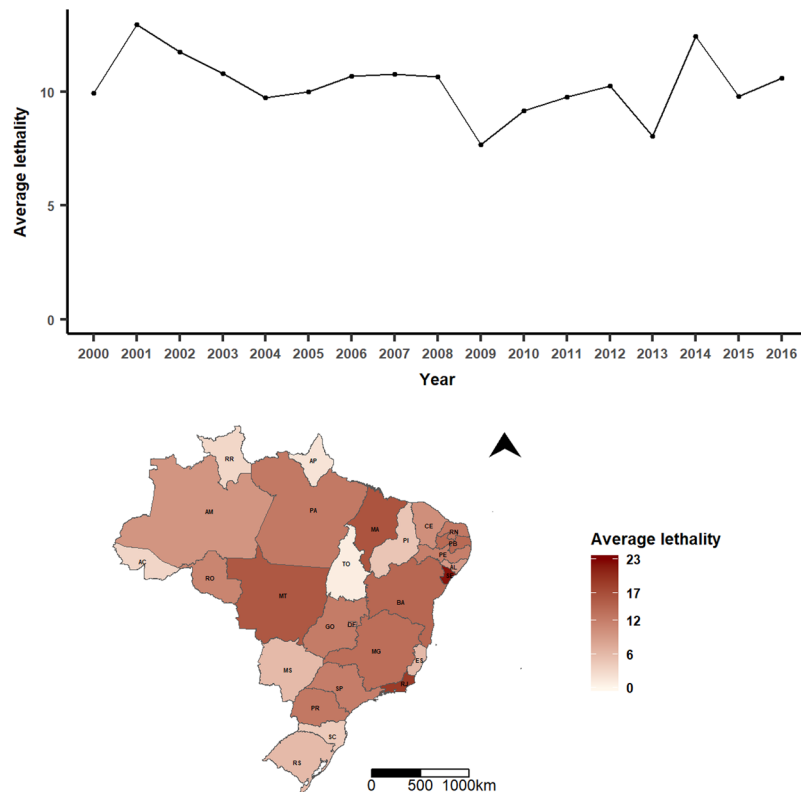 Average lethality
10
5
0
2000 2001 2002 2003 2004 2005 2006 2007 2008 2009 2010 2011 2012 2013 2014 2015 2016
Year
RR
AP
AM
PA
MA
CE
RN
PI
PB
PE
AC
TO
AL
RO
MT
BA
GO
DF
MG
MS
ES
SP
RJ
PR
SC
RS
Average lethality
23
17
12
6
0
0 500 1000km